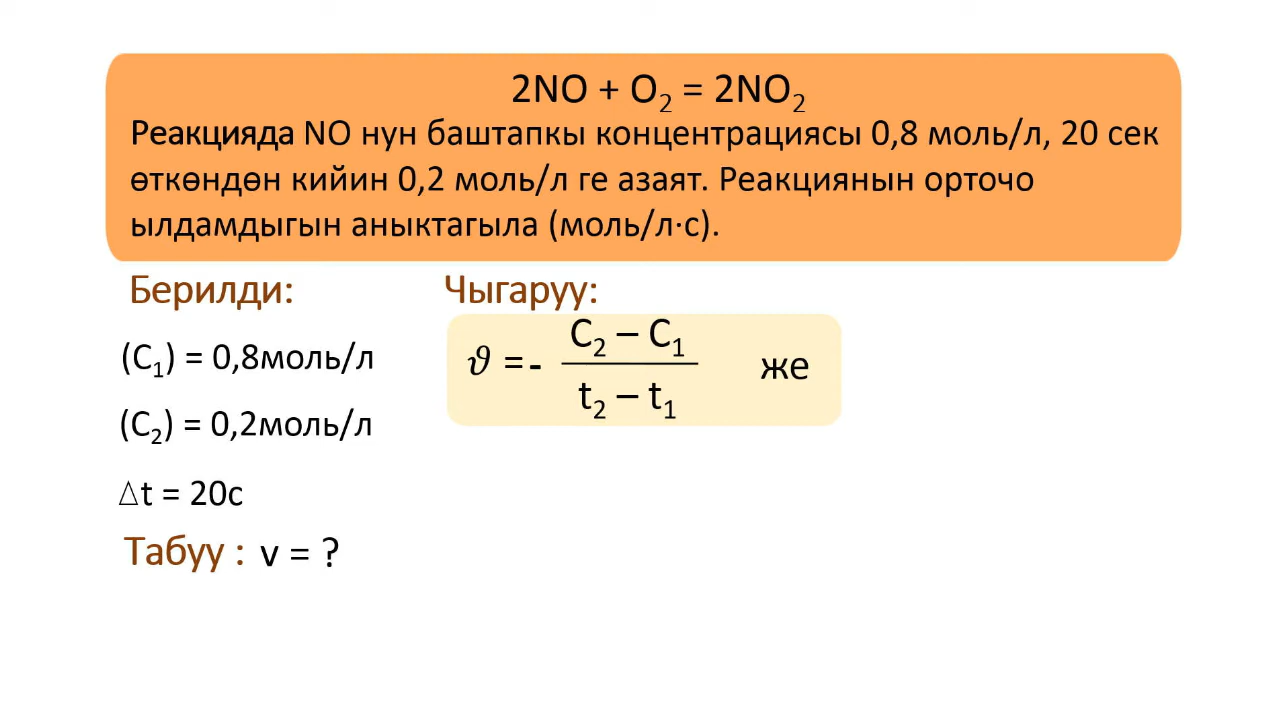 2NO + O₂ = 2NO₂
Реакцияда NO нун баштапкы концентрациясы 0,8 моль/л, 20 сек
өткөндөн кийин 0,2 моль/л ге азаят. Реакциянын орточо
ылдамдыгын аныктагыла (моль/л·с).
Берилди:
(C₁) = 0,8моль/л
(C₂) = 0,2моль/л
△t = 20с
Табуу : v = ?
Чыгаруу:
C₂ – C₁
𝜗 = - же
t₂ – t₁